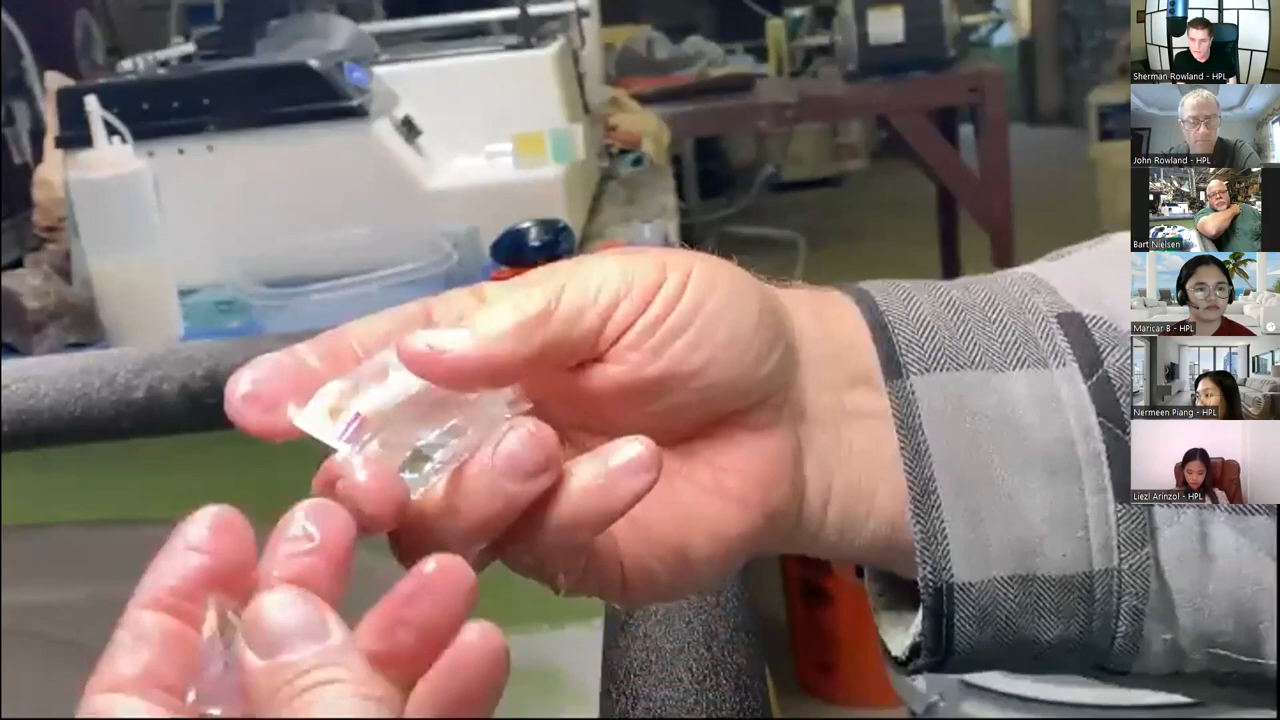 Sherman Rowland - HPL
John Rowland - HPL
Bart Nielsen
Maricar B - HPL
Nermeen Piang - HPL
Liezl Arinzol - HPL